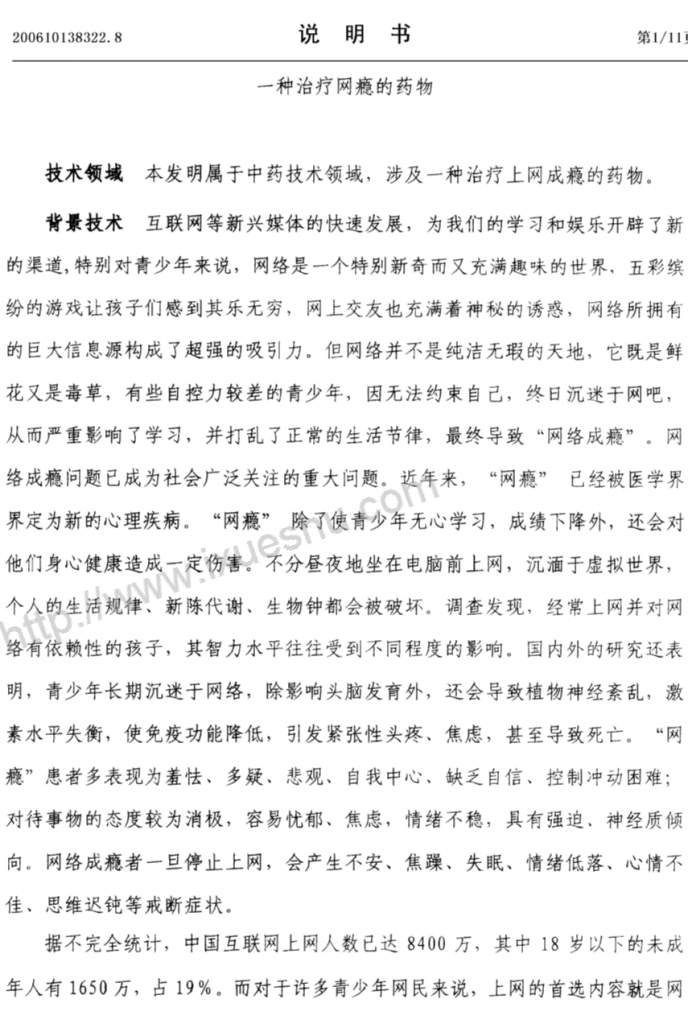 200610138322.8 说 明 书 第1/11页
一种治疗网瘾的药物
技术领域 本发明属于中药技术领域，涉及一种治疗上网成瘾的药物。
背景技术 互联网等新兴媒体的快速发展，为我们的学习和娱乐开辟了新
的渠道,特别对青少年来说，网络是一个特别新奇而又充满趣味的世界，五彩缤
纷的游戏让孩子们感到其乐无穷，网上交友也充满着神秘的诱惑，网络所拥有
的巨大信息源构成了超强的吸引力。但网络并不是纯洁无瑕的天地，它既是鲜
花又是毒草，有些自控力较差的青少年，因无法约束自己，终日沉迷于网吧，
从而严重影响了学习，并打乱了正常的生活节律，最终导致“网络成瘾”。网
络成瘾问题已成为社会广泛关注的重大问题。近年来，“网瘾” 已经被医学界
界定为新的心理疾病。“网瘾” 除了使青少年无心学习，成绩下降外，还会对
他们身心健康造成一定伤害。不分昼夜地坐在电脑前上网，沉湎于虚拟世界，
个人的生活规律、新陈代谢、生物钟都会被破坏。调查发现，经常上网并对网
络有依赖性的孩子，其智力水平往往受到不同程度的影响。国内外的研究还表
明，青少年长期沉迷于网络，除影响头脑发育外，还会导致植物神经紊乱，激
素水平失衡，使免疫功能降低，引发紧张性头疼、焦虑，甚至导致死亡。“网
瘾”患者多表现为羞怯、多疑、悲观、自我中心、缺乏自信、控制冲动困难；
对待事物的态度较为消极，容易忧郁、焦虑，情绪不稳，具有强迫、神经质倾
向。网络成瘾者一旦停止上网，会产生不安、焦躁、失眠、情绪低落、心情不
佳、思维迟钝等戒断症状。
据不完全统计，中国互联网上网人数已达 8400 万，其中 18 岁以下的未成
年人有 1650 万，占 19%。而对于许多青少年网民来说，上网的首选内容就是网
http://www.ixueshu.com